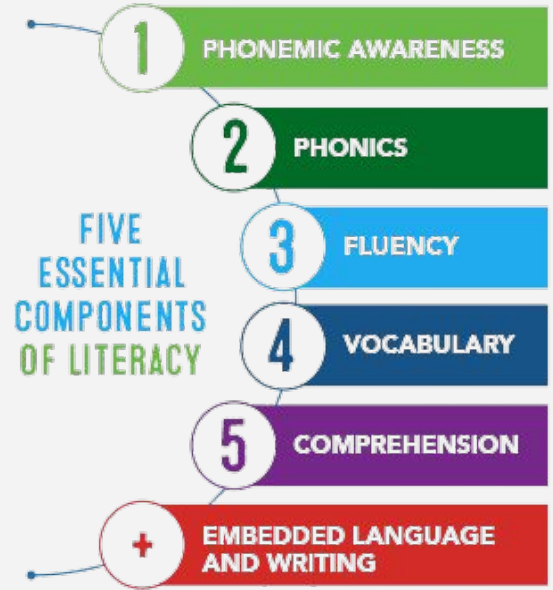 1 PHONEMIC AWARENESS
2 PHONICS
FIVE
ESSENTIAL
COMPONENTS
OF LITERACY
3 FLUENCY
4 VOCABULARY
5 COMPREHENSION
+ EMBEDDED LANGUAGE
AND WRITING